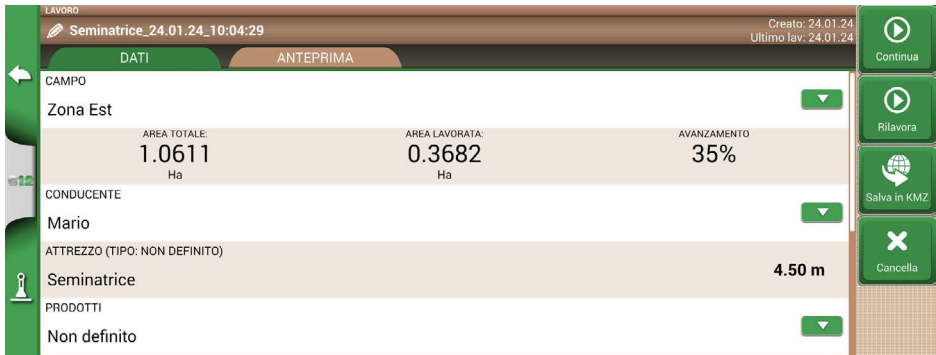 LAVORO
Seminatrice_24.01.24_10:04:29
Creato: 24.01.24
Ultimo lav: 24.01.24
DATI
ANTEPRIMA
CAMPO
Zona Est
AREA TOTALE:
1.0611
Ha
AREA LAVORATA:
0.3682
Ha
AVANZAMENTO
35%
CONDUCENTE
Mario
ATTREZZO (TIPO: NON DEFINITO)
Seminatrice
4.50 m
PRODOTTI
Non definito
Continua
Rilavora
Salva in KMZ
Cancella